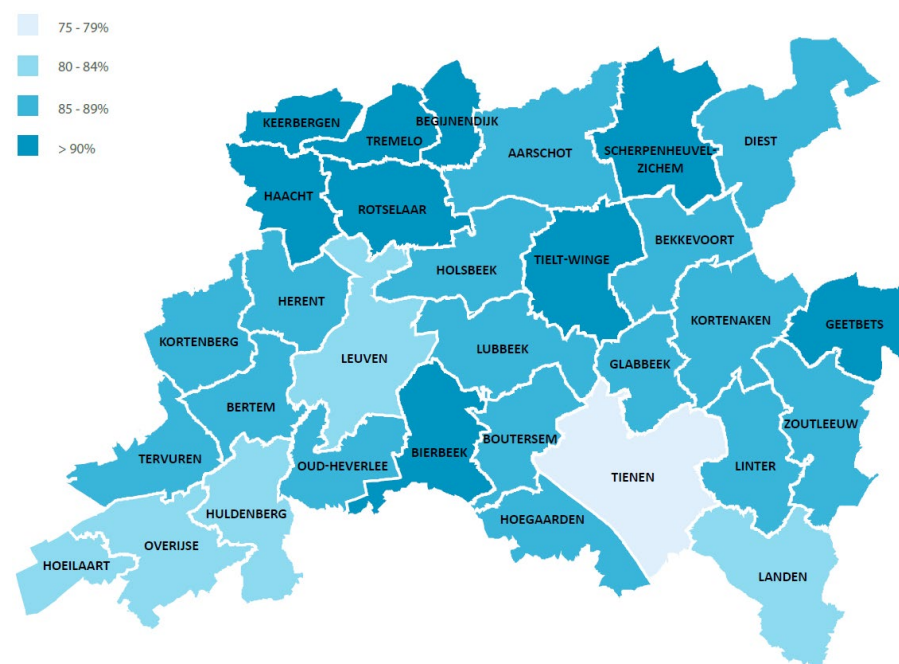 75 - 79%
80 - 84%
85 - 89%
> 90%
KEERBERGEN
TREMELO
BEGIJNENDIJK
AARSCHOT
SCHERPENHEUVEL-
ZICHEM
DIEST
HAACHT
ROTSELAAR
HOLSBEEK
TIELT-WINGE
BEKKEVOORT
HERENT
KORTENBERG
LEUVEN
LUBBEEK
GLABBEEK
KORTENAKEN
GEETBETS
BERTEM
TERVUREN
OUD-HEVERLEE
BIERBEEK
BOUTERSEM
TIENEN
LINTER
ZOUTLEEUW
HULDENBERG
HOEGAARDEN
OVERIJSE
HOEILAART
LANDEN